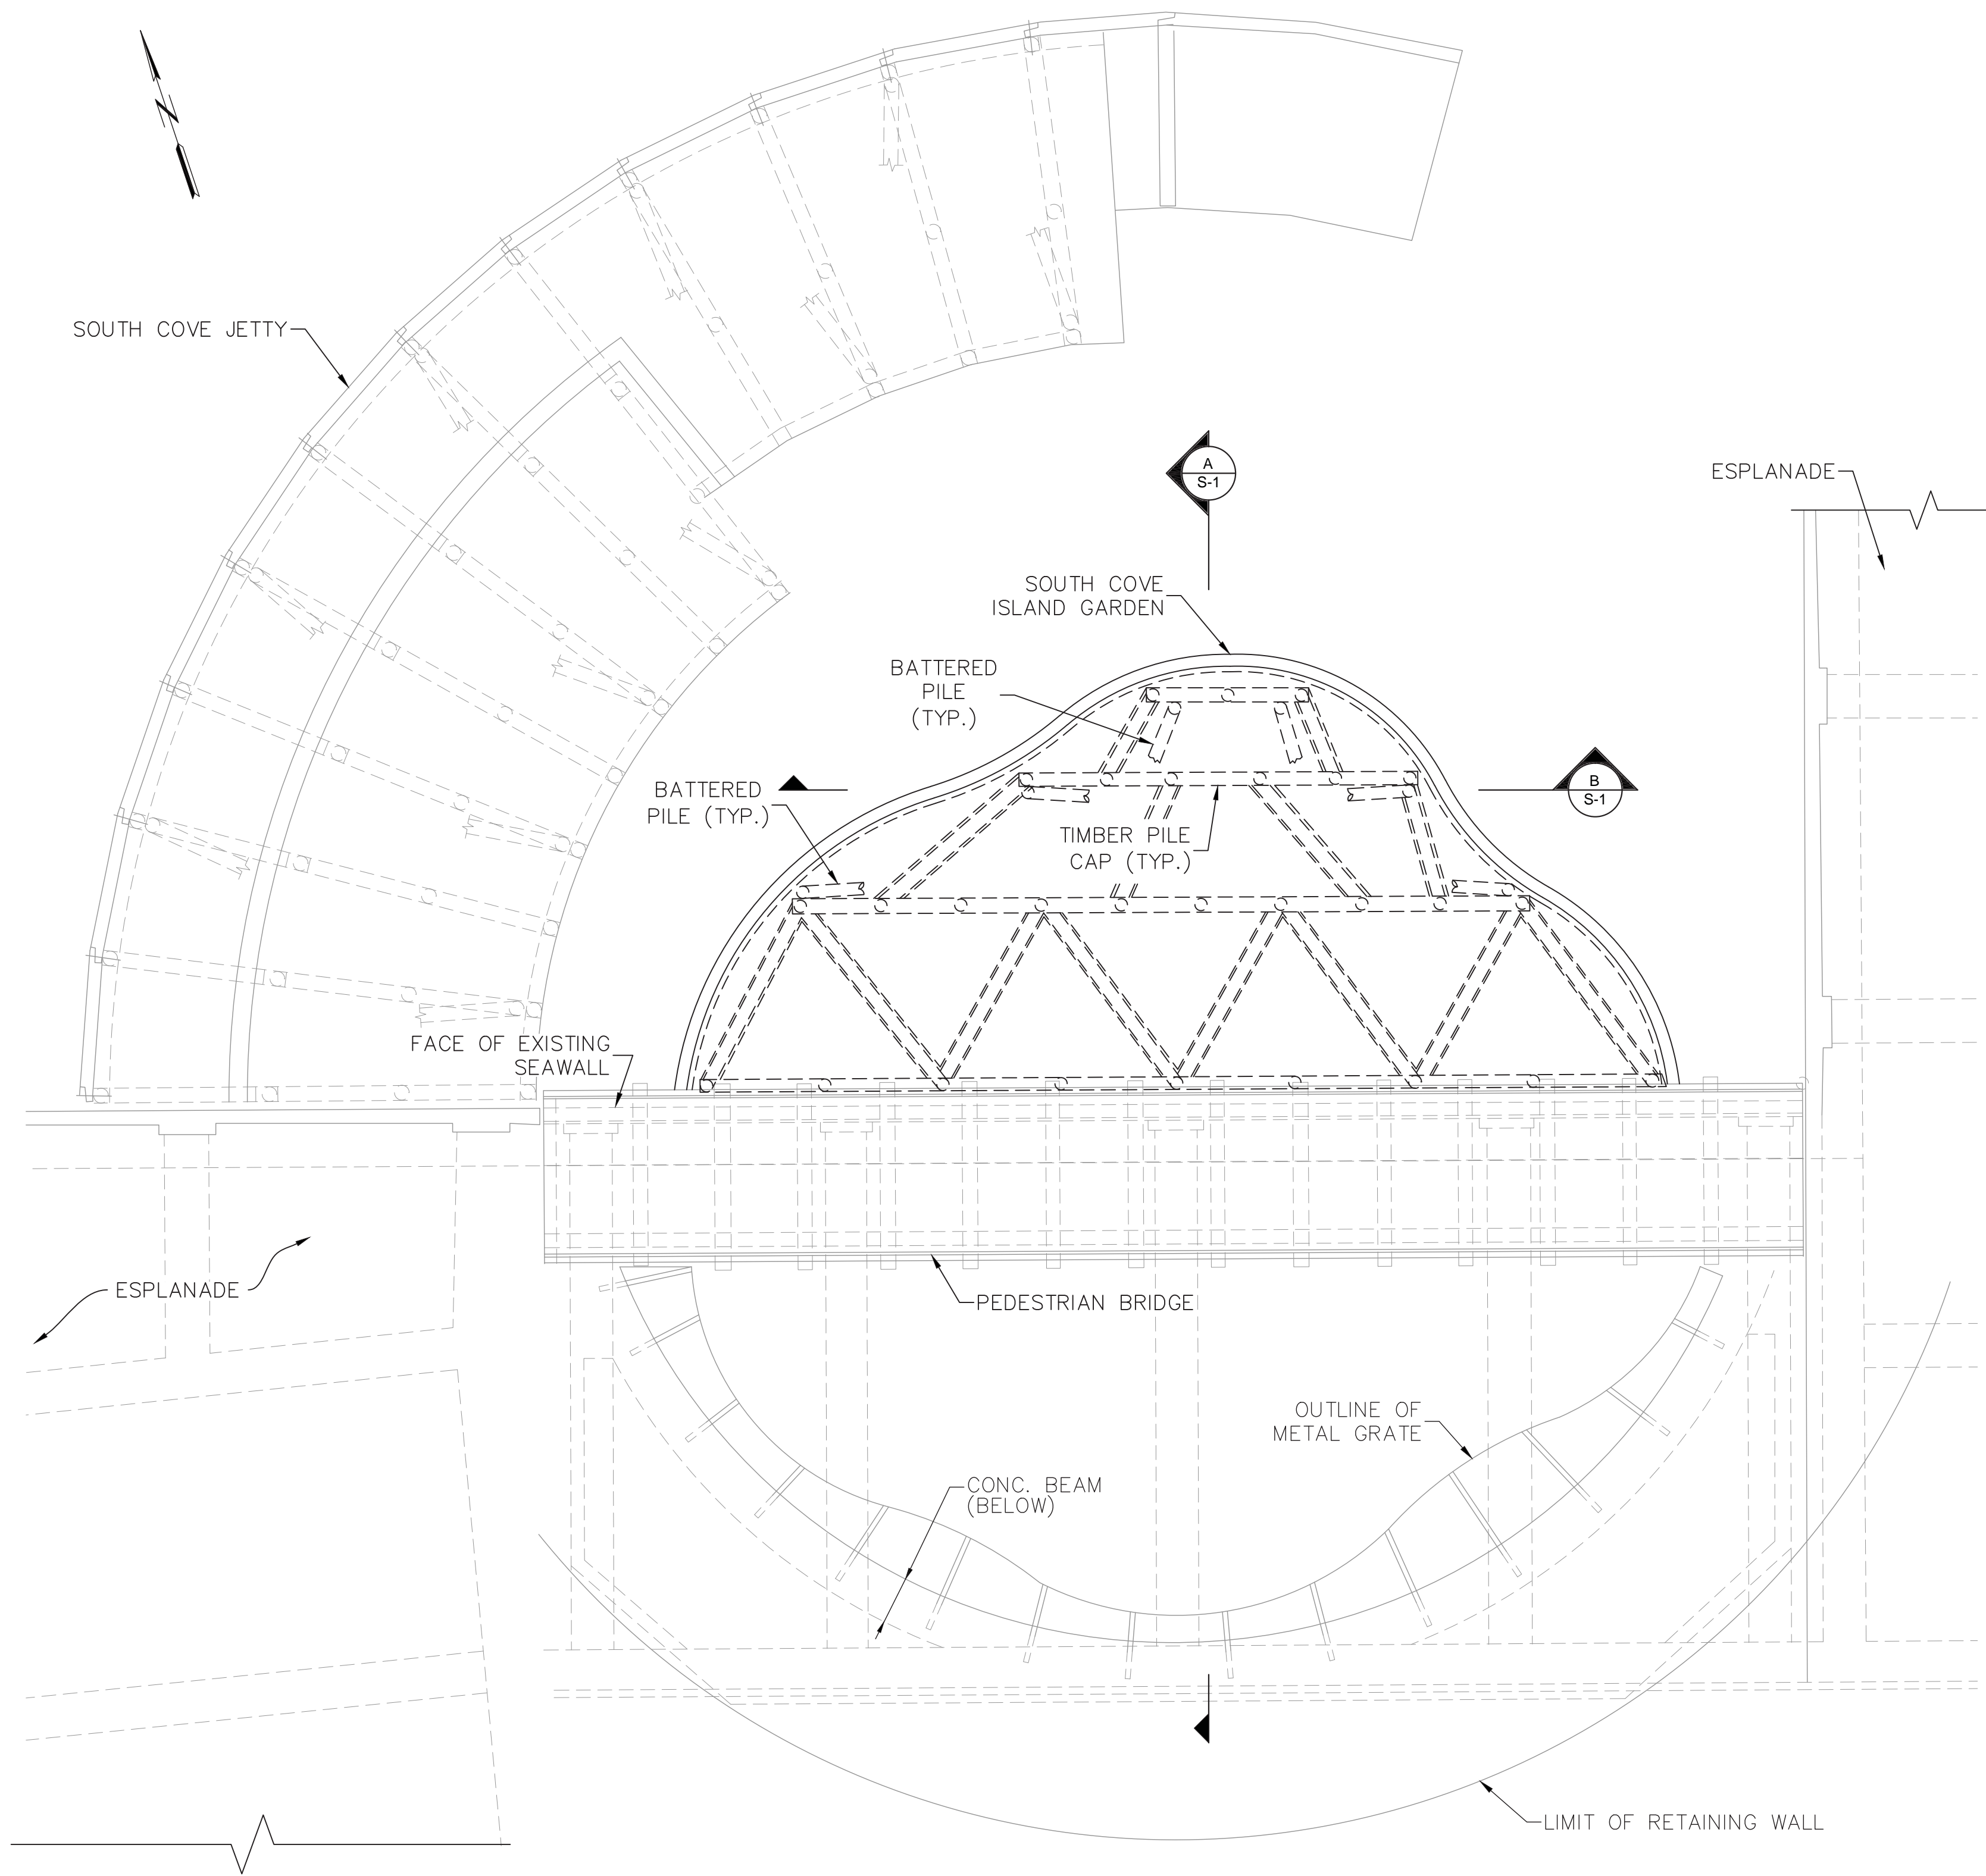 SOUTH COVE JETTY
A
S-1
ESPLANADE
SOUTH COVE
ISLAND GARDEN
BATTERED
PILE
(TYP.)
BATTERED
PILE (TYP.)
B
S-1
TIMBER PILE
CAP (TYP.)
FACE OF EXISTING
SEAWALL
ESPLANADE
PEDESTRIAN BRIDGE
OUTLINE OF
METAL GRATE
CONC. BEAM
(BELOW)
LIMIT OF RETAINING WALL